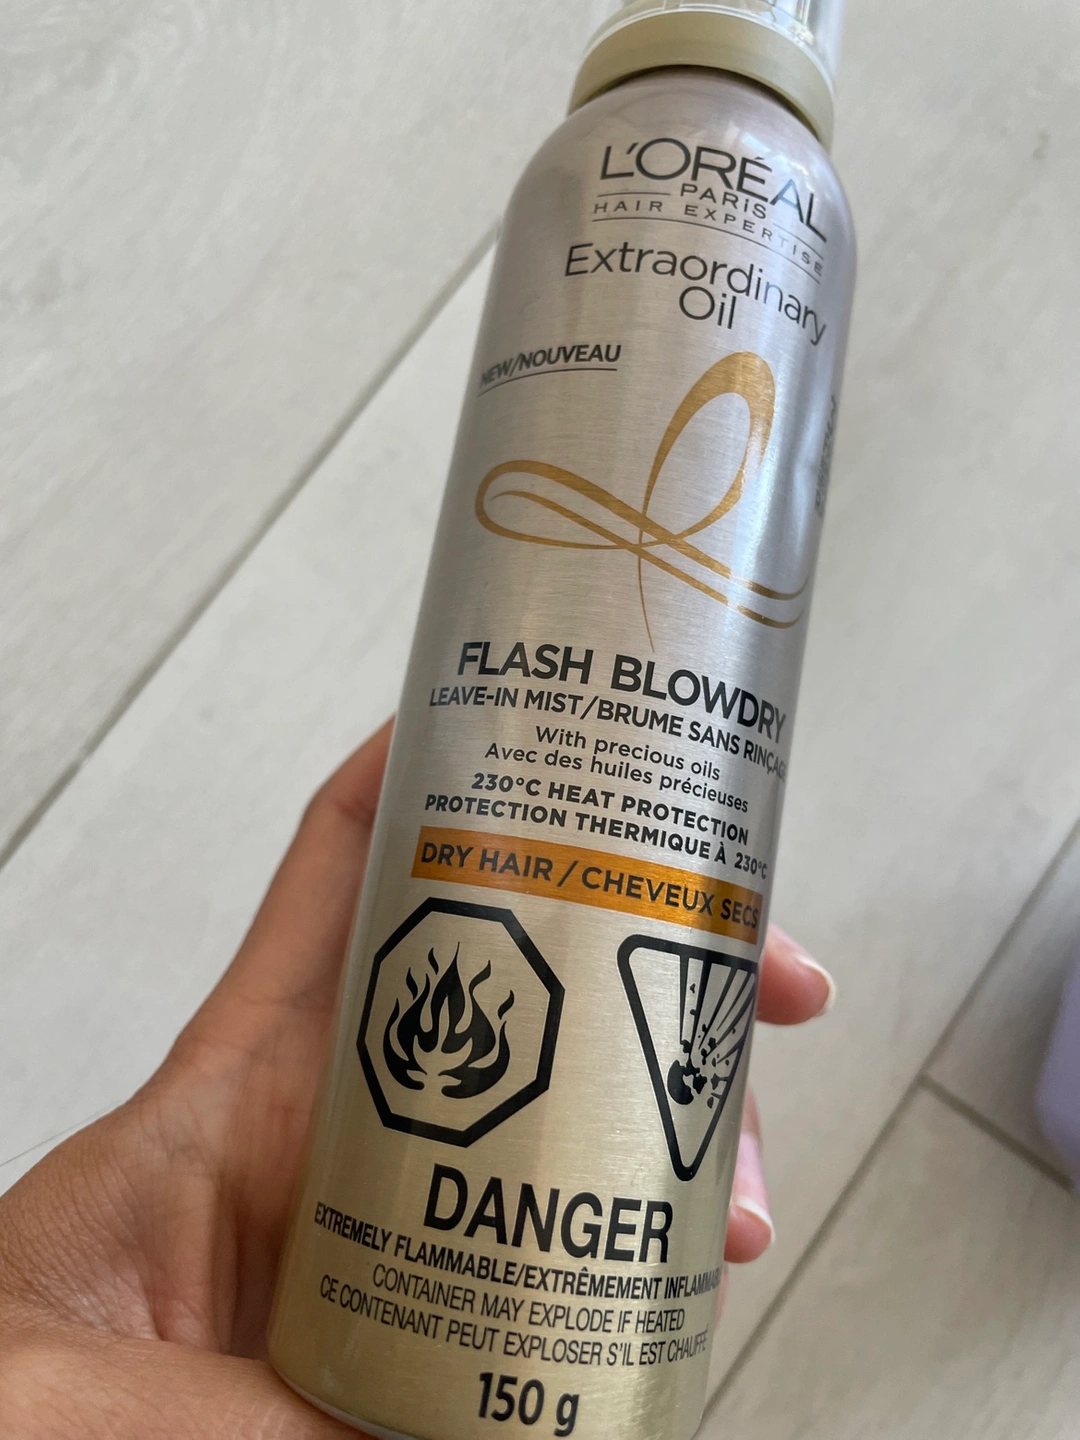 L'ORÉAL
PARIS
HAIR EXPERTISE
Extraordinary
Oil
NEW/NOUVEAU
FLASH BLOWDRY
LEAVE-IN MIST/BRUME SANS RINÇAGE
With precious oils
Avec des huiles précieuses
230°C HEAT PROTECTION
PROTECTION THERMIQUE À 230°C
DRY HAIR / CHEVEUX SECS
DANGER
EXTREMELY FLAMMABLE/EXTRÊMEMENT INFLAMMABLE
CONTAINER MAY EXPLODE IF HEATED
CE CONTENANT PEUT EXPLOSER S'IL EST CHAUFFÉ
150 g